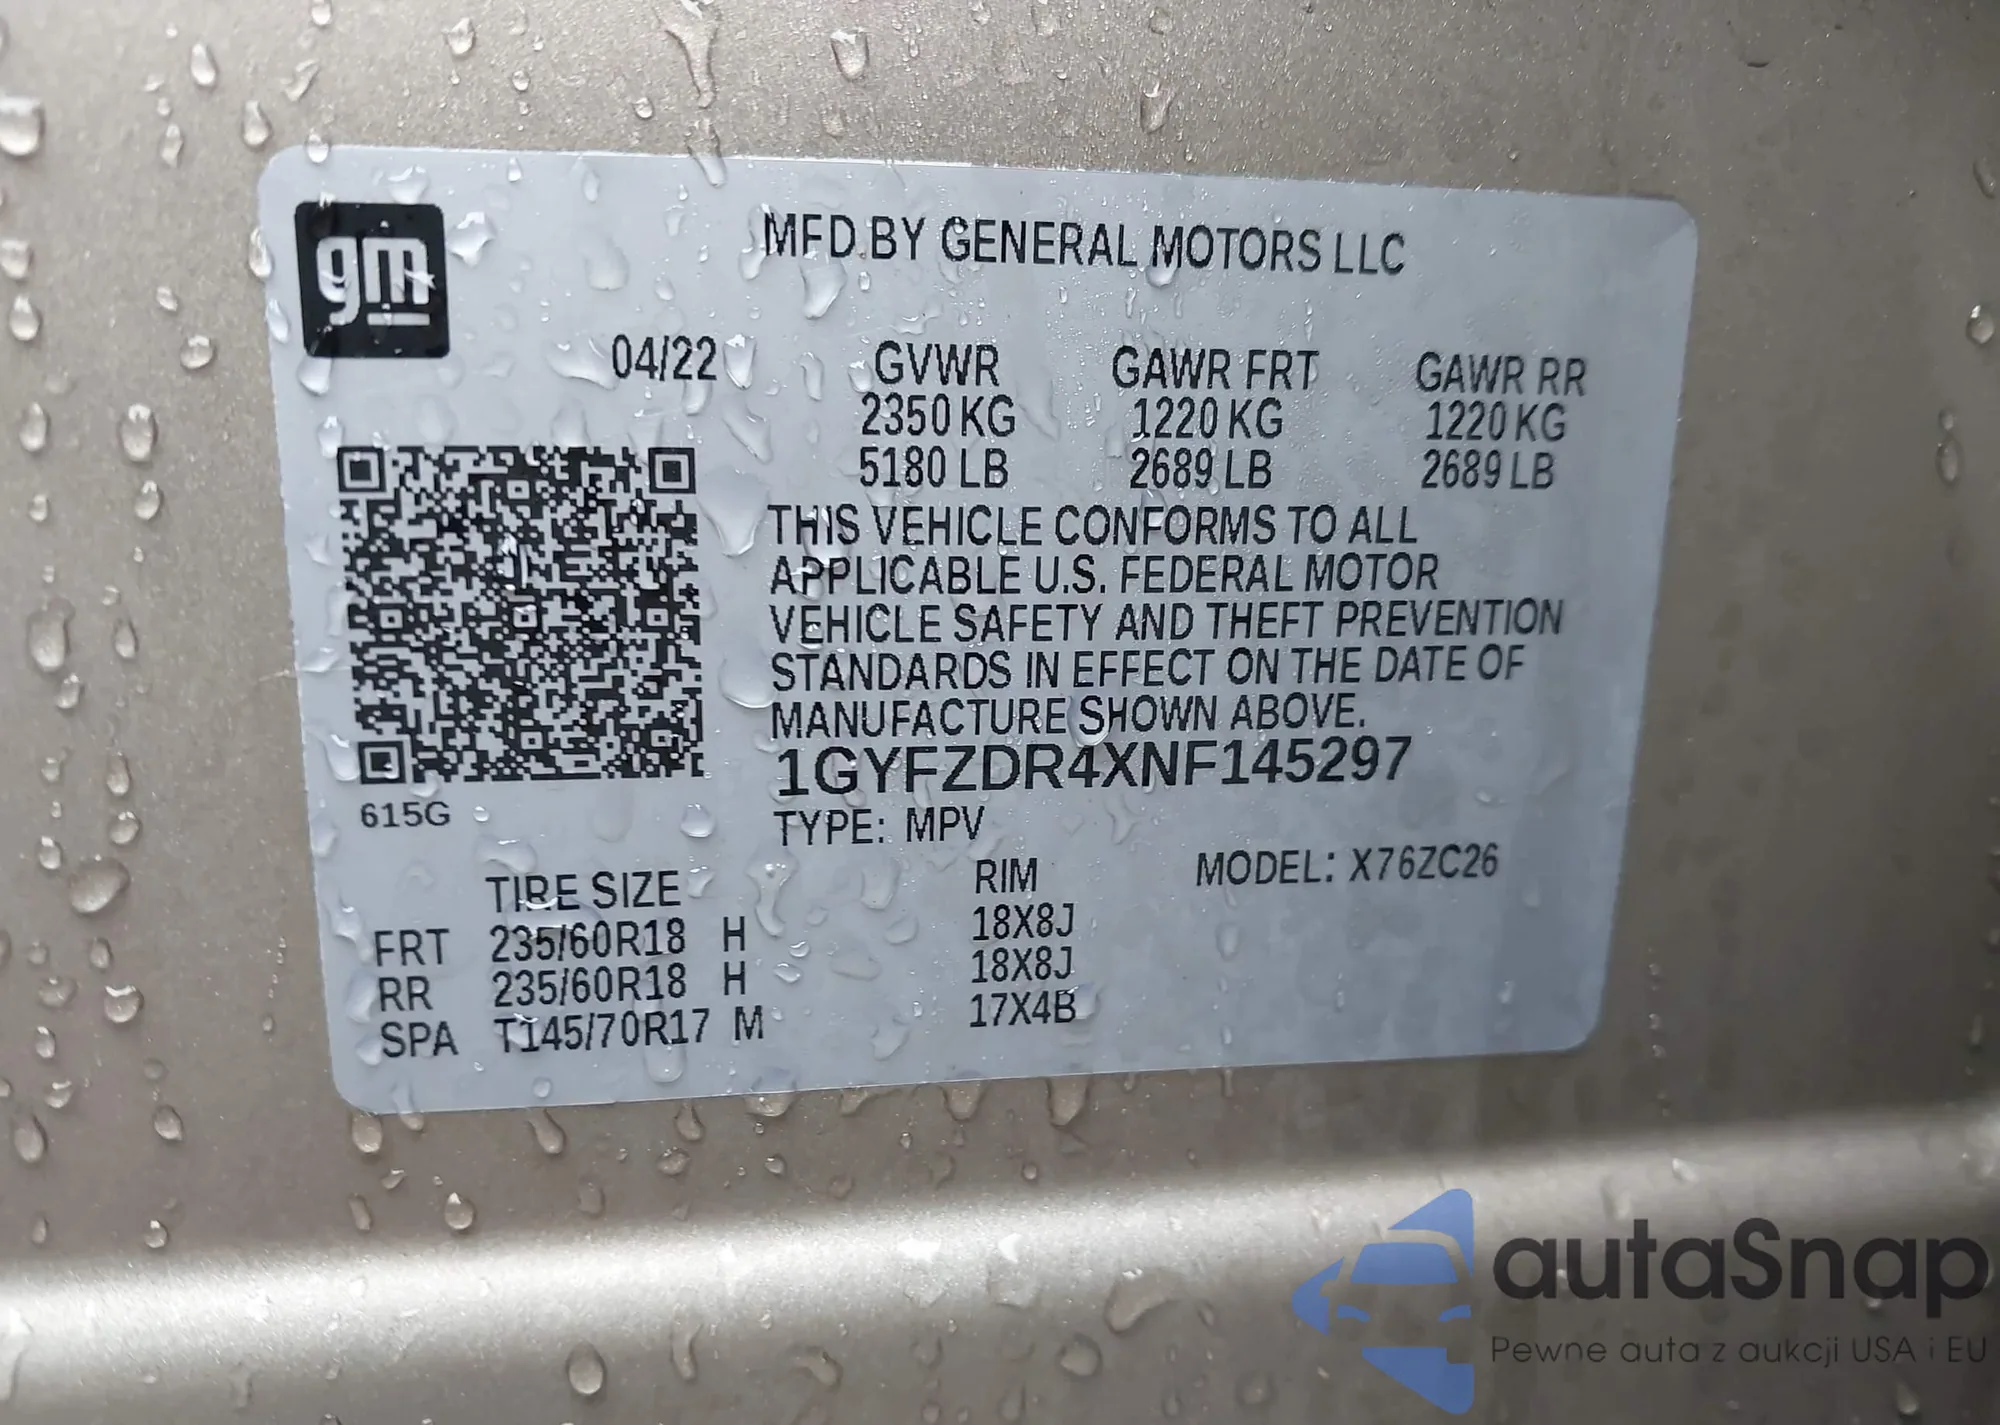 gm
MFD BY GENERAL MOTORS LLC
04/22 GVWR GAWR FRT GAWR RR
2350 KG 1220 KG 1220 KG
5180 LB 2689 LB 2689 LB
THIS VEHICLE CONFORMS TO ALL
APPLICABLE U.S. FEDERAL MOTOR
VEHICLE SAFETY AND THEFT PREVENTION
STANDARDS IN EFFECT ON THE DATE OF
MANUFACTURE SHOWN ABOVE.
1GYFZDR4XNF145297
615G
TYPE: MPV
MODEL: X76ZC26
TIRE SIZE RIM
FRT 235/60R18 H 18X8J
RR 235/60R18 H 18X8J
SPA T145/70R17 M 17X4B
autaSnap
Pewne auta z aukcji USA i EU